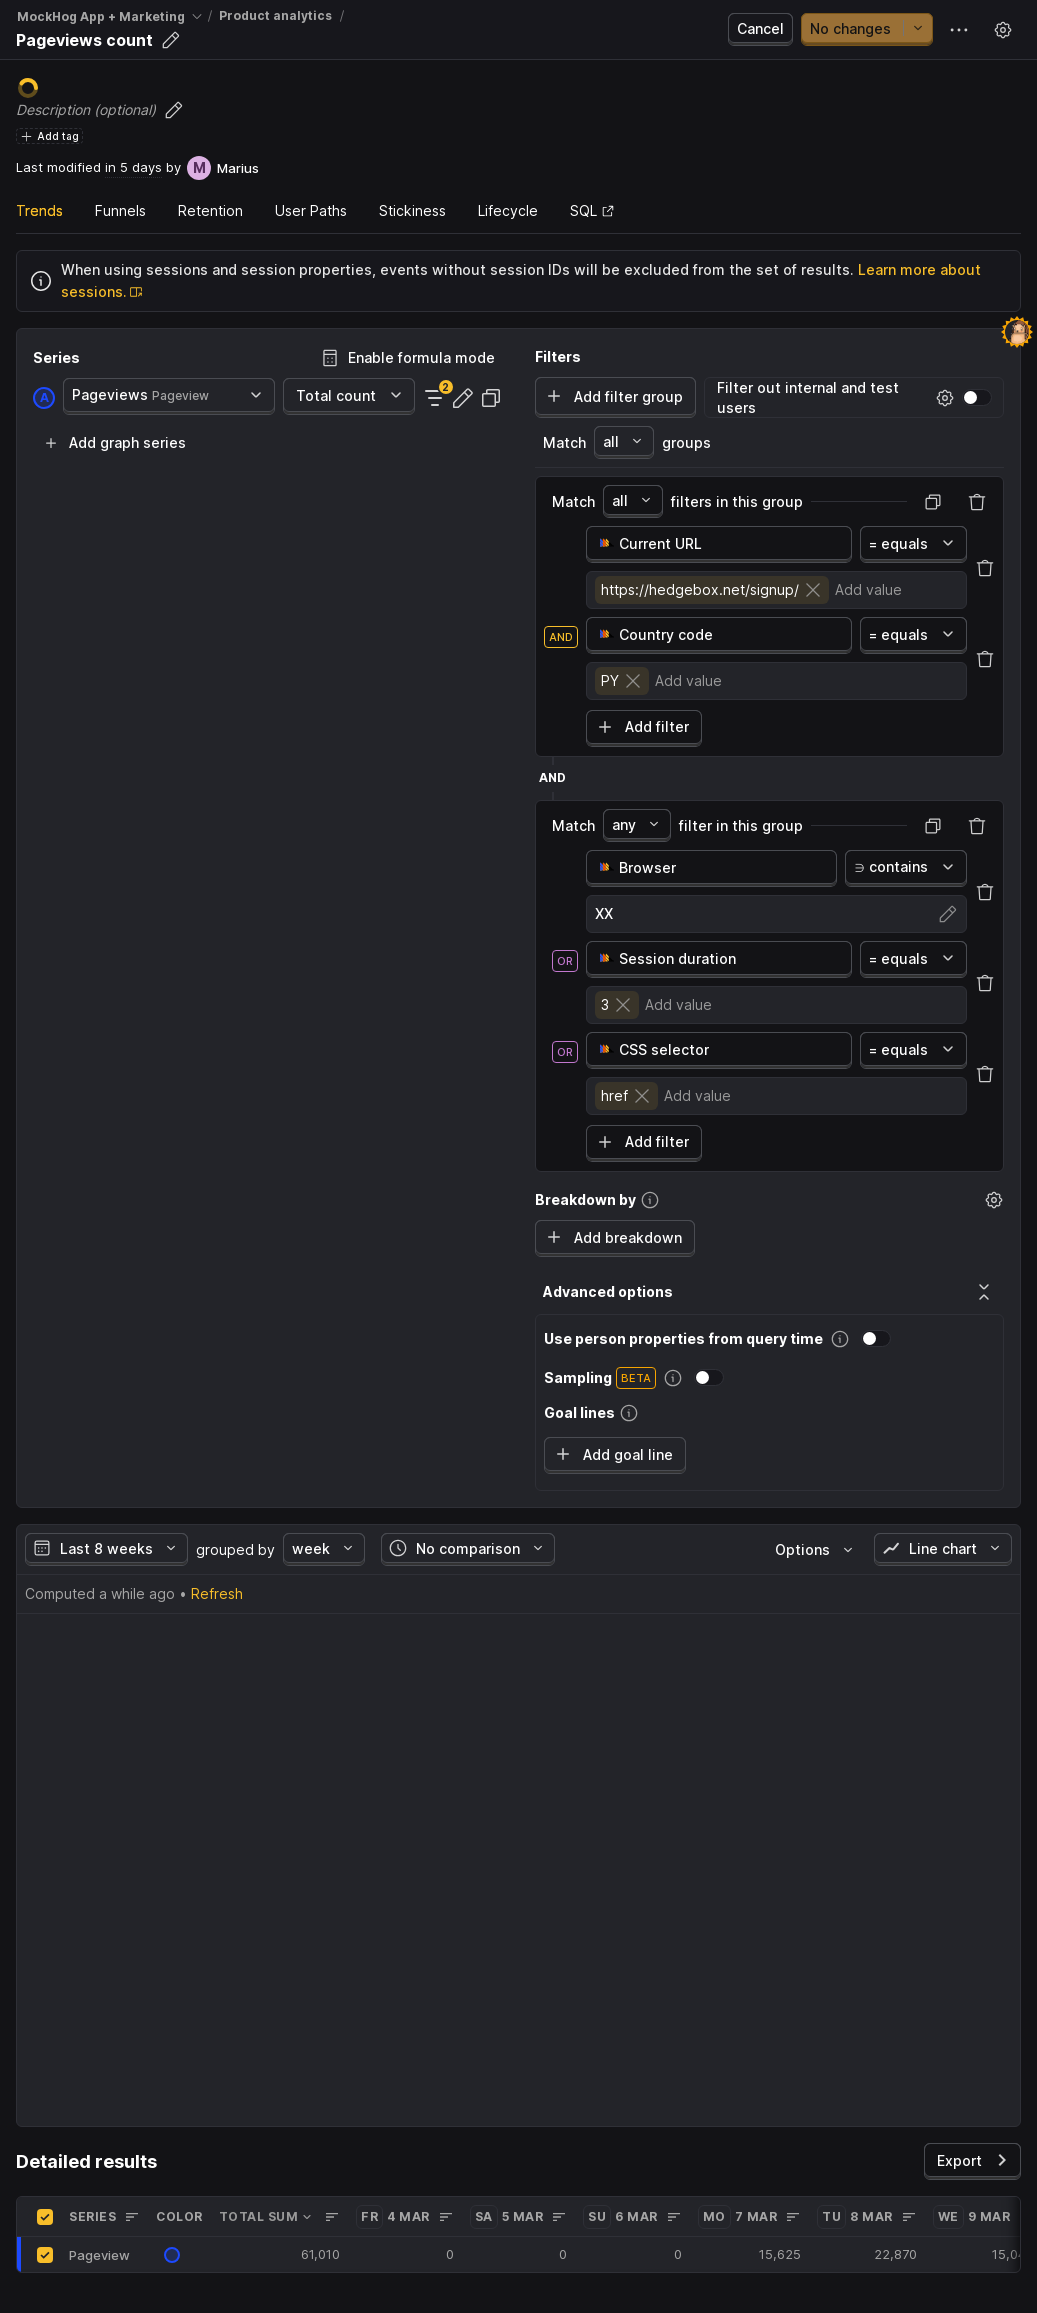 MockHog App + Marketing / Product analytics /
Pageviews count
Cancel
No changes
Description (optional)
Add tag
Last modified in 5 days by M Marius
Trends Funnels Retention User Paths Stickiness Lifecycle SQL
When using sessions and session properties, events without session IDs will be excluded from the set of results. Learn more about
sessions.
Series
Enable formula mode
A Pageviews Pageview
Total count
2
Add graph series
Filters
Add filter group
Filter out internal and test
users
Match all groups
Match all filters in this group
Current URL = equals
https://hedgebox.net/signup/ Add value
AND Country code = equals
PY Add value
Add filter
AND
Match any filter in this group
Browser ∋ contains
XX
OR Session duration = equals
3 Add value
OR CSS selector = equals
href Add value
Add filter
Breakdown by
Add breakdown
Advanced options
Use person properties from query time
Sampling BETA
Goal lines
Add goal line
Last 8 weeks grouped by week No comparison Options Line chart
Computed a while ago • Refresh
Detailed results
Export
SERIES COLOR TOTAL SUM FR 4 MAR SA 5 MAR SU 6 MAR MO 7 MAR TU 8 MAR WE 9 MAR
Pageview 61,010 0 0 0 15,625 22,870